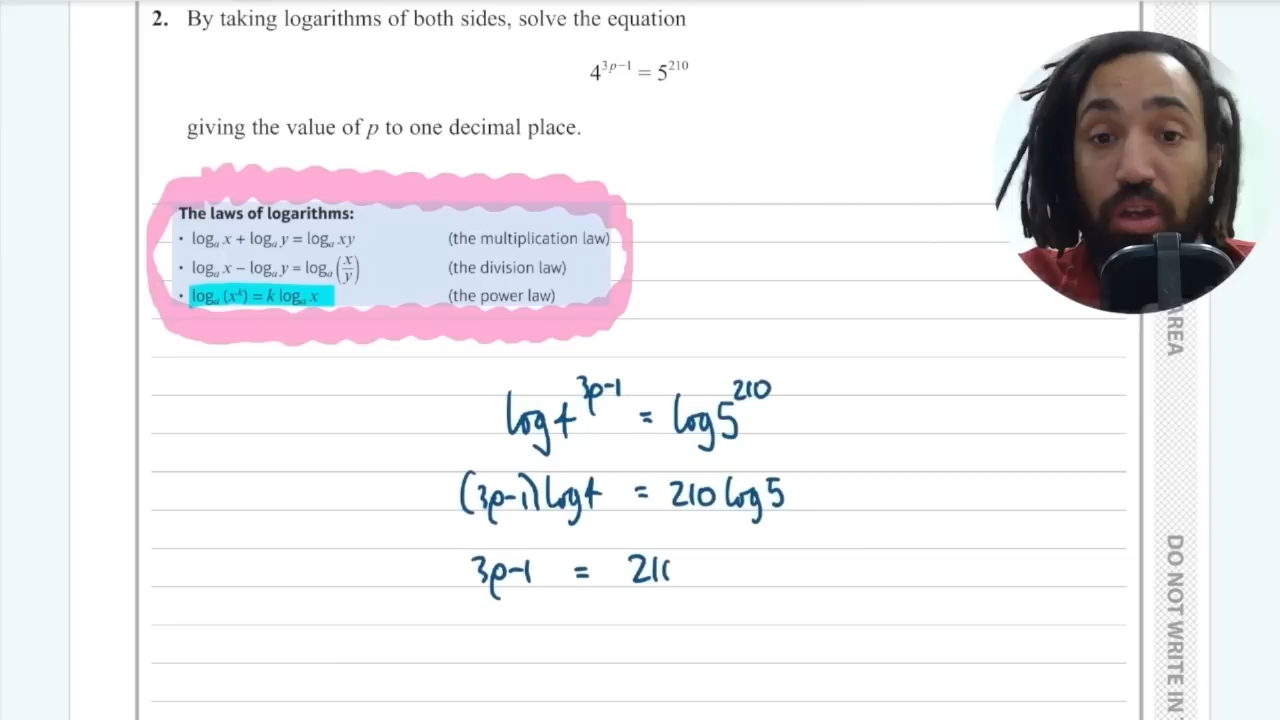 2. By taking logarithms of both sides, solve the equation
4^{3p−1} = 5^{210}
giving the value of p to one decimal place.
The laws of logarithms:
• log_a x + log_a y = log_a xy (the multiplication law)
• log_a x − log_a y = log_a (x/y) (the division law)
• log_a (x^k) = k log_a x (the power law)
log 4^{3p-1} = log 5^{210}
(3p-1) log 4 = 210 log 5
3p-1 = 210
AREA
DO NOT WRITE IN